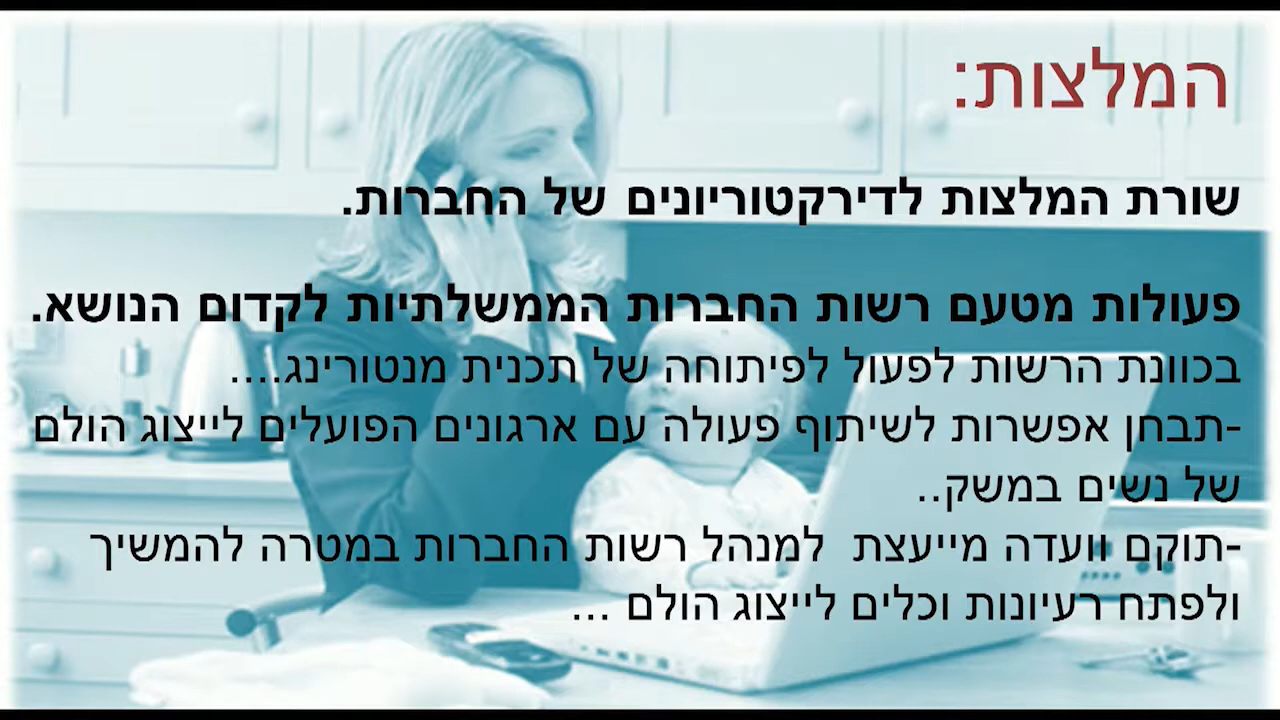 המלצות:
שורת המלצות לדירקטוריונים של החברות.
פעולות מטעם רשות החברות הממשלתיות לקדום הנושא.
בכוונת הרשות לפעול לפיתוחה של תכנית מנטורינג....
-תבחן אפשרות לשיתוף פעולה עם ארגונים הפועלים לייצוג הולם
של נשים במשק..
-תוקם וועדה מייעצת למנהל רשות החברות במטרה להמשיך
ולפתח רעיונות וכלים לייצוג הולם ...